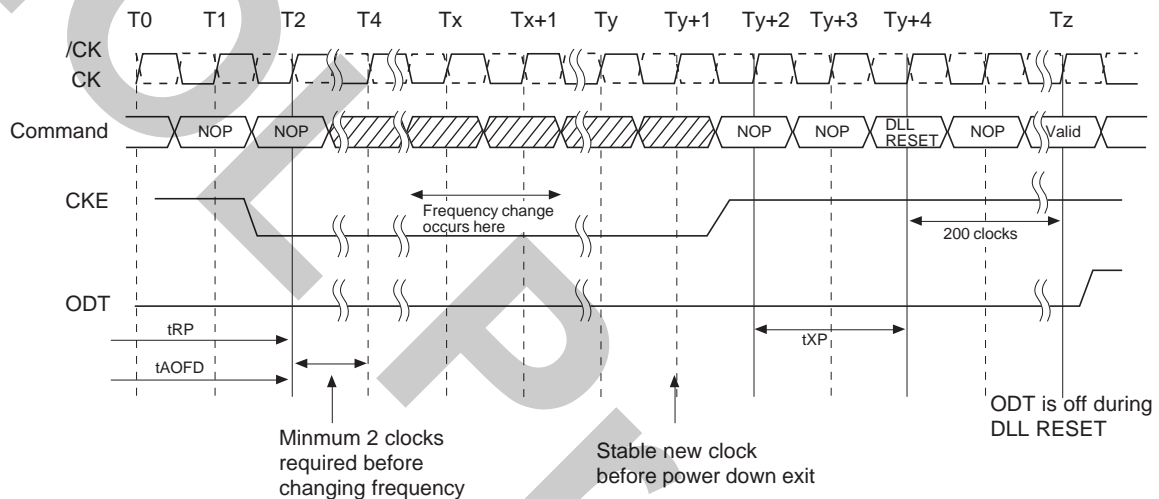 T0 T1 T2 T4 Tx Tx+1 Ty Ty+1 Ty+2 Ty+3 Ty+4 Tz
/CK
CK
Command NOP NOP NOP NOP DLL RESET NOP Valid
CKE
Frequency change
occurs here
200 clocks
ODT
tRP
tXP
tAOFD
ODT is off during
DLL RESET
Minmum 2 clocks
required before
changing frequency
Stable new clock
before power down exit